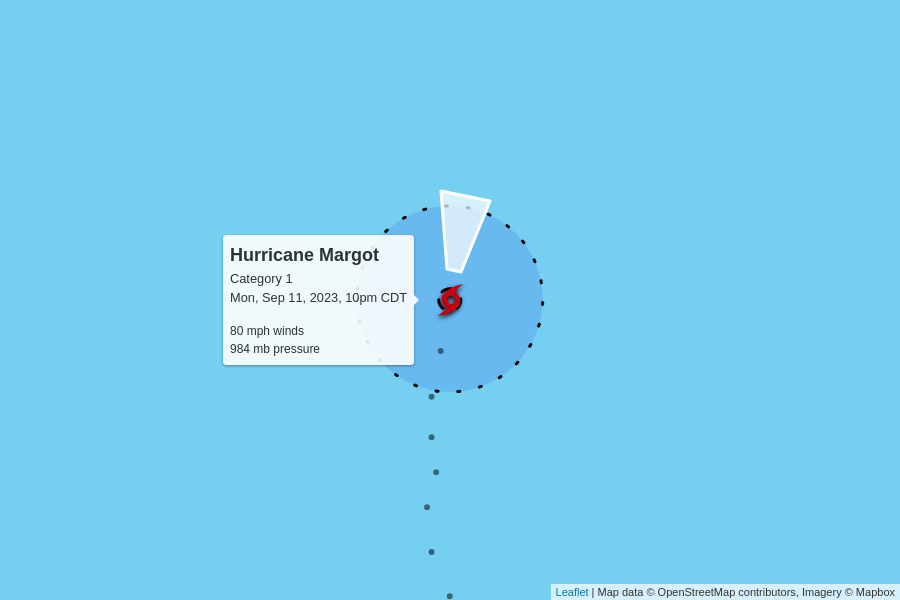 Hurricane Margot
Category 1
Mon, Sep 11, 2023, 10pm CDT
80 mph winds
984 mb pressure
Leaflet | Map data © OpenStreetMap contributors, Imagery © Mapbox